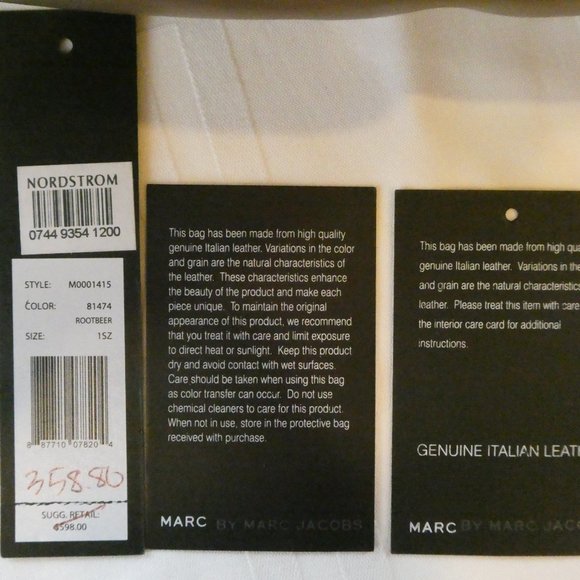 NORDSTROM
0744 9354 1200
STYLE: M0001415
COLOR: 81474
ROOTBEER
SIZE: 1SZ
8 87710 07820 4
358.80
SUGG. RETAIL:
$598.00
This bag has been made from high quality
genuine Italian leather. Variations in the color
and grain are the natural characteristics of
the leather. These characteristics enhance
the beauty of the product and make each
piece unique. To maintain the original
appearance of this product, we recommend
that you treat it with care and limit exposure
to direct heat or sunlight. Keep this product
dry and avoid contact with wet surfaces.
Care should be taken when using this bag
as color transfer can occur. Do not use
chemical cleaners to care for this product.
When not in use, store in the protective bag
received with purchase.
MARC BY MARC JACOBS
This bag has been made from high qua
genuine Italian leather. Variations in the
and grain are the natural characteristics
leather. Please treat this item with care
the interior care card for additional
instructions.
GENUINE ITALIAN LEAT
MARC BY MARC JACO